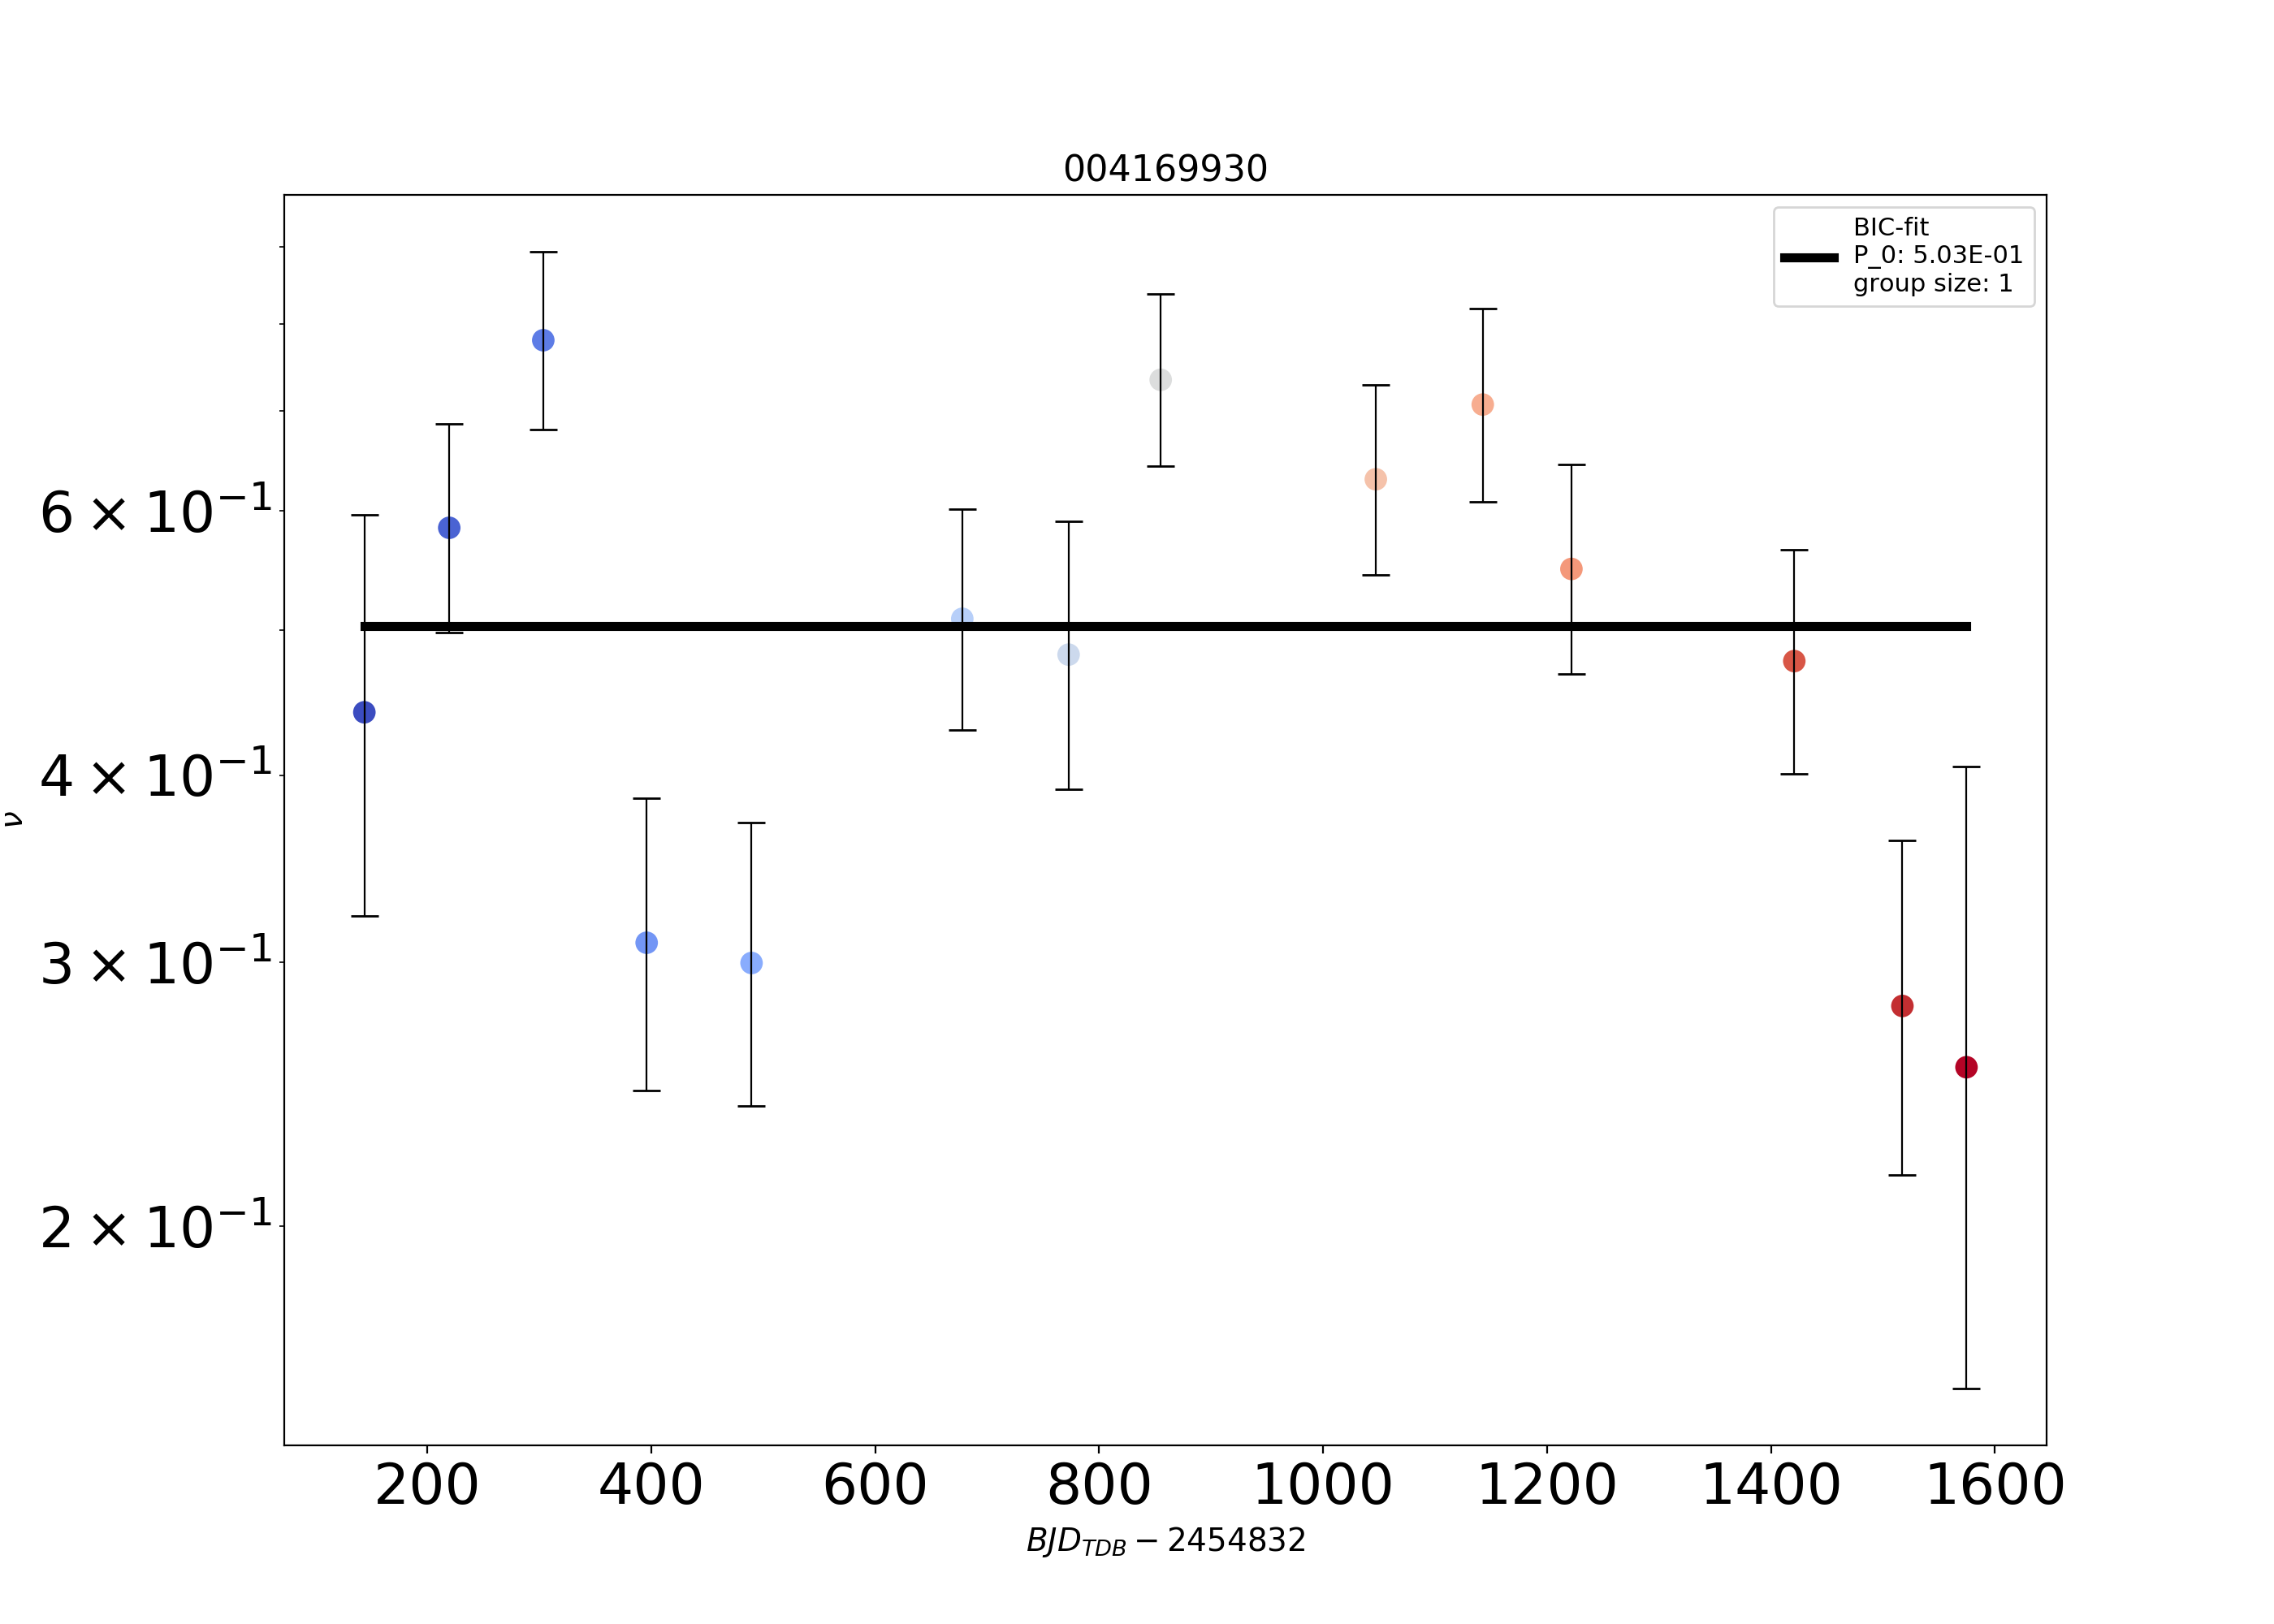 004169930
BIC-fit
P_0: 5.03E-01
group size: 1
6 × 10⁻¹
4 × 10⁻¹
3 × 10⁻¹
2 × 10⁻¹
ν
200 400 600 800 1000 1200 1400 1600
BJD_TDB − 2454832